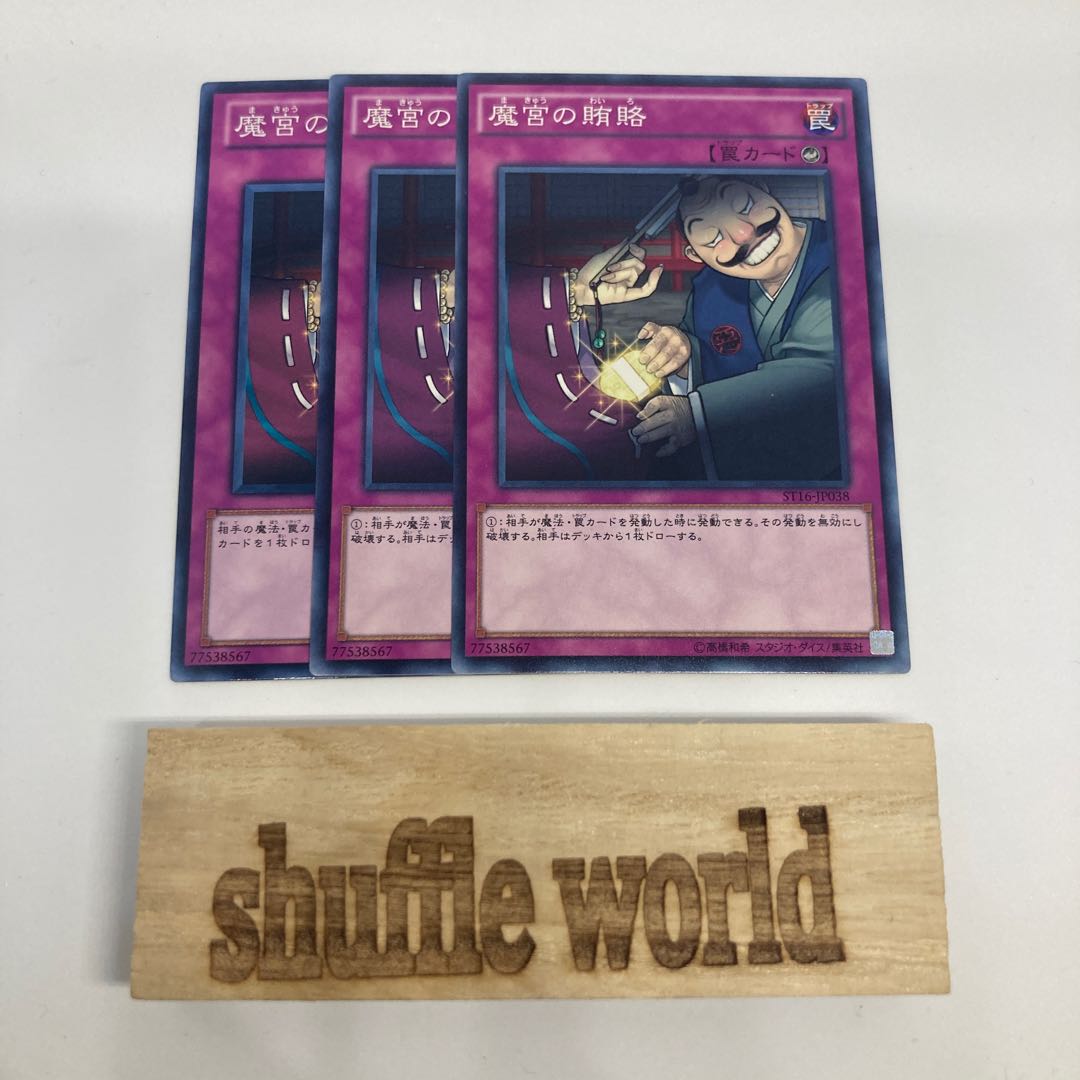 魔宮の
魔宮の
魔宮の賄賂
罠
【罠カード】
ST16-JP038
相手の魔法・罠カ
カードを1枚ドロ
①:相手が魔法・罠
破壊する。相手はデ
①:相手が魔法・罠カードを発動した時に発動できる。その発動を無効にし
破壊する。相手はデッキから1枚ドローする。
77538567
77538567
77538567
©高橋和希 スタジオ・ダイス/集英社
shuffle world